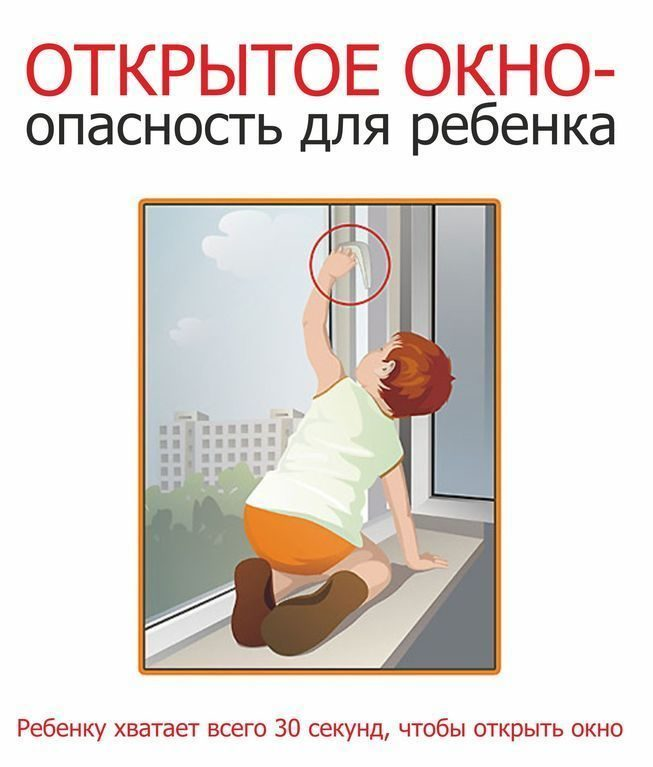 ОТКРЫТОЕ ОКНО-
опасность для ребенка
Ребенку хватает всего 30 секунд, чтобы открыть окно